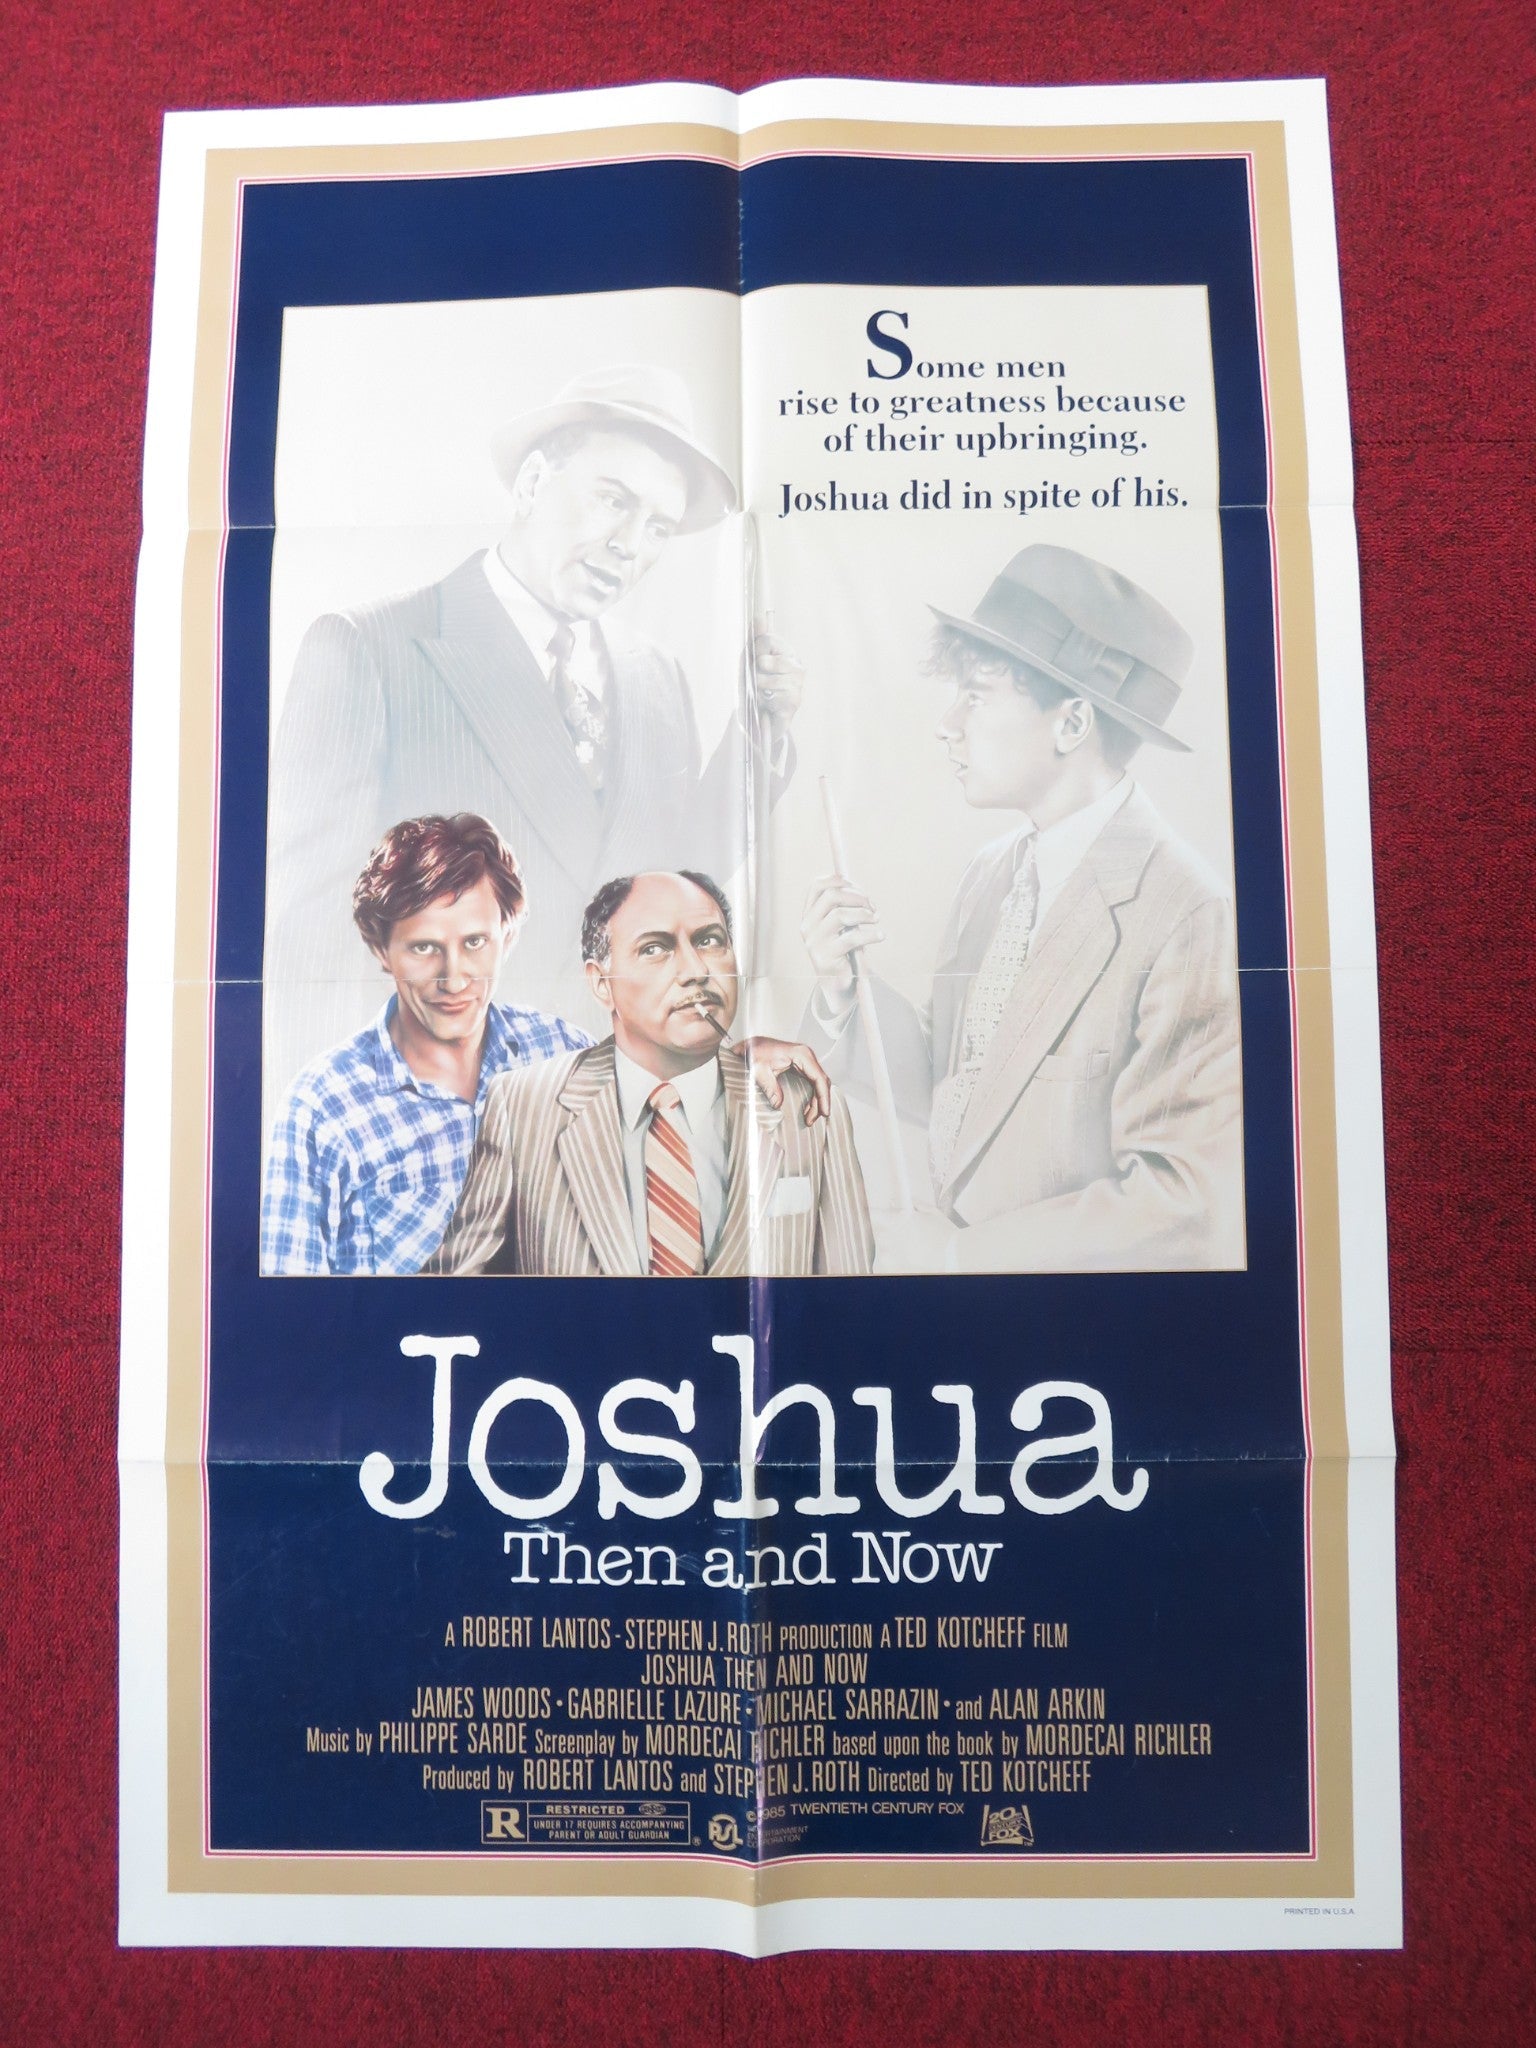 Some men
rise to greatness because
of their upbringing.
Joshua did in spite of his.
Joshua
Then and Now
A ROBERT LANTOS - STEPHEN J. ROTH PRODUCTION A TED KOTCHEFF FILM
JOSHUA THEN AND NOW
JAMES WOODS • GABRIELLE LAZURE • MICHAEL SARRAZIN • and ALAN ARKIN
Music by PHILIPPE SARDE Screenplay by MORDECAI RICHLER based upon the book by MORDECAI RICHLER
Produced by ROBERT LANTOS and STEPHEN J. ROTH Directed by TED KOTCHEFF
R RESTRICTED
UNDER 17 REQUIRES ACCOMPANYING
PARENT OR ADULT GUARDIAN
®
PSL
© 1985 TWENTIETH CENTURY FOX
20th CENTURY FOX
PRINTED IN U.S.A.